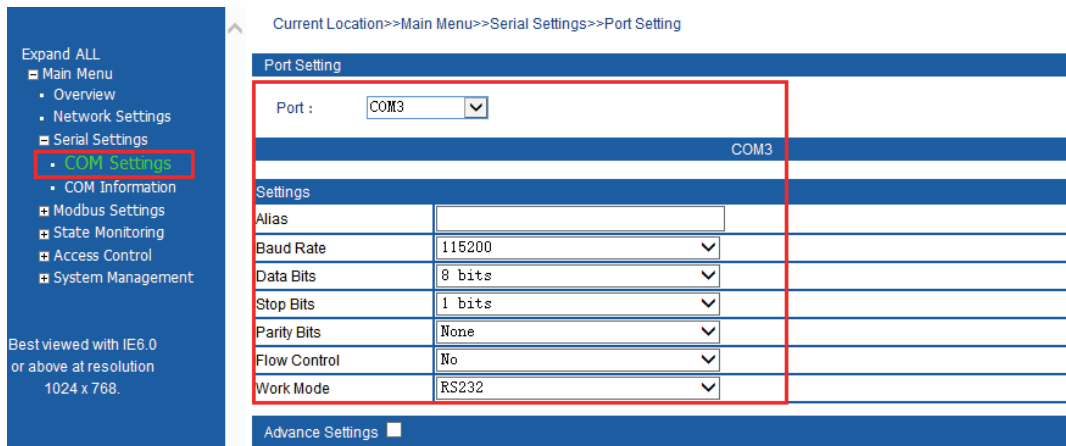 Current Location>>Main Menu>>Serial Settings>>Port Setting
Expand ALL
Main Menu
Overview
Network Settings
Serial Settings
COM Settings
COM Information
Modbus Settings
State Monitoring
Access Control
System Management
Best viewed with IE6.0
or above at resolution
1024 x 768.
Port Setting
Port : COM3
COM3
Settings
Alias
Baud Rate 115200
Data Bits 8 bits
Stop Bits 1 bits
Parity Bits None
Flow Control No
Work Mode RS232
Advance Settings